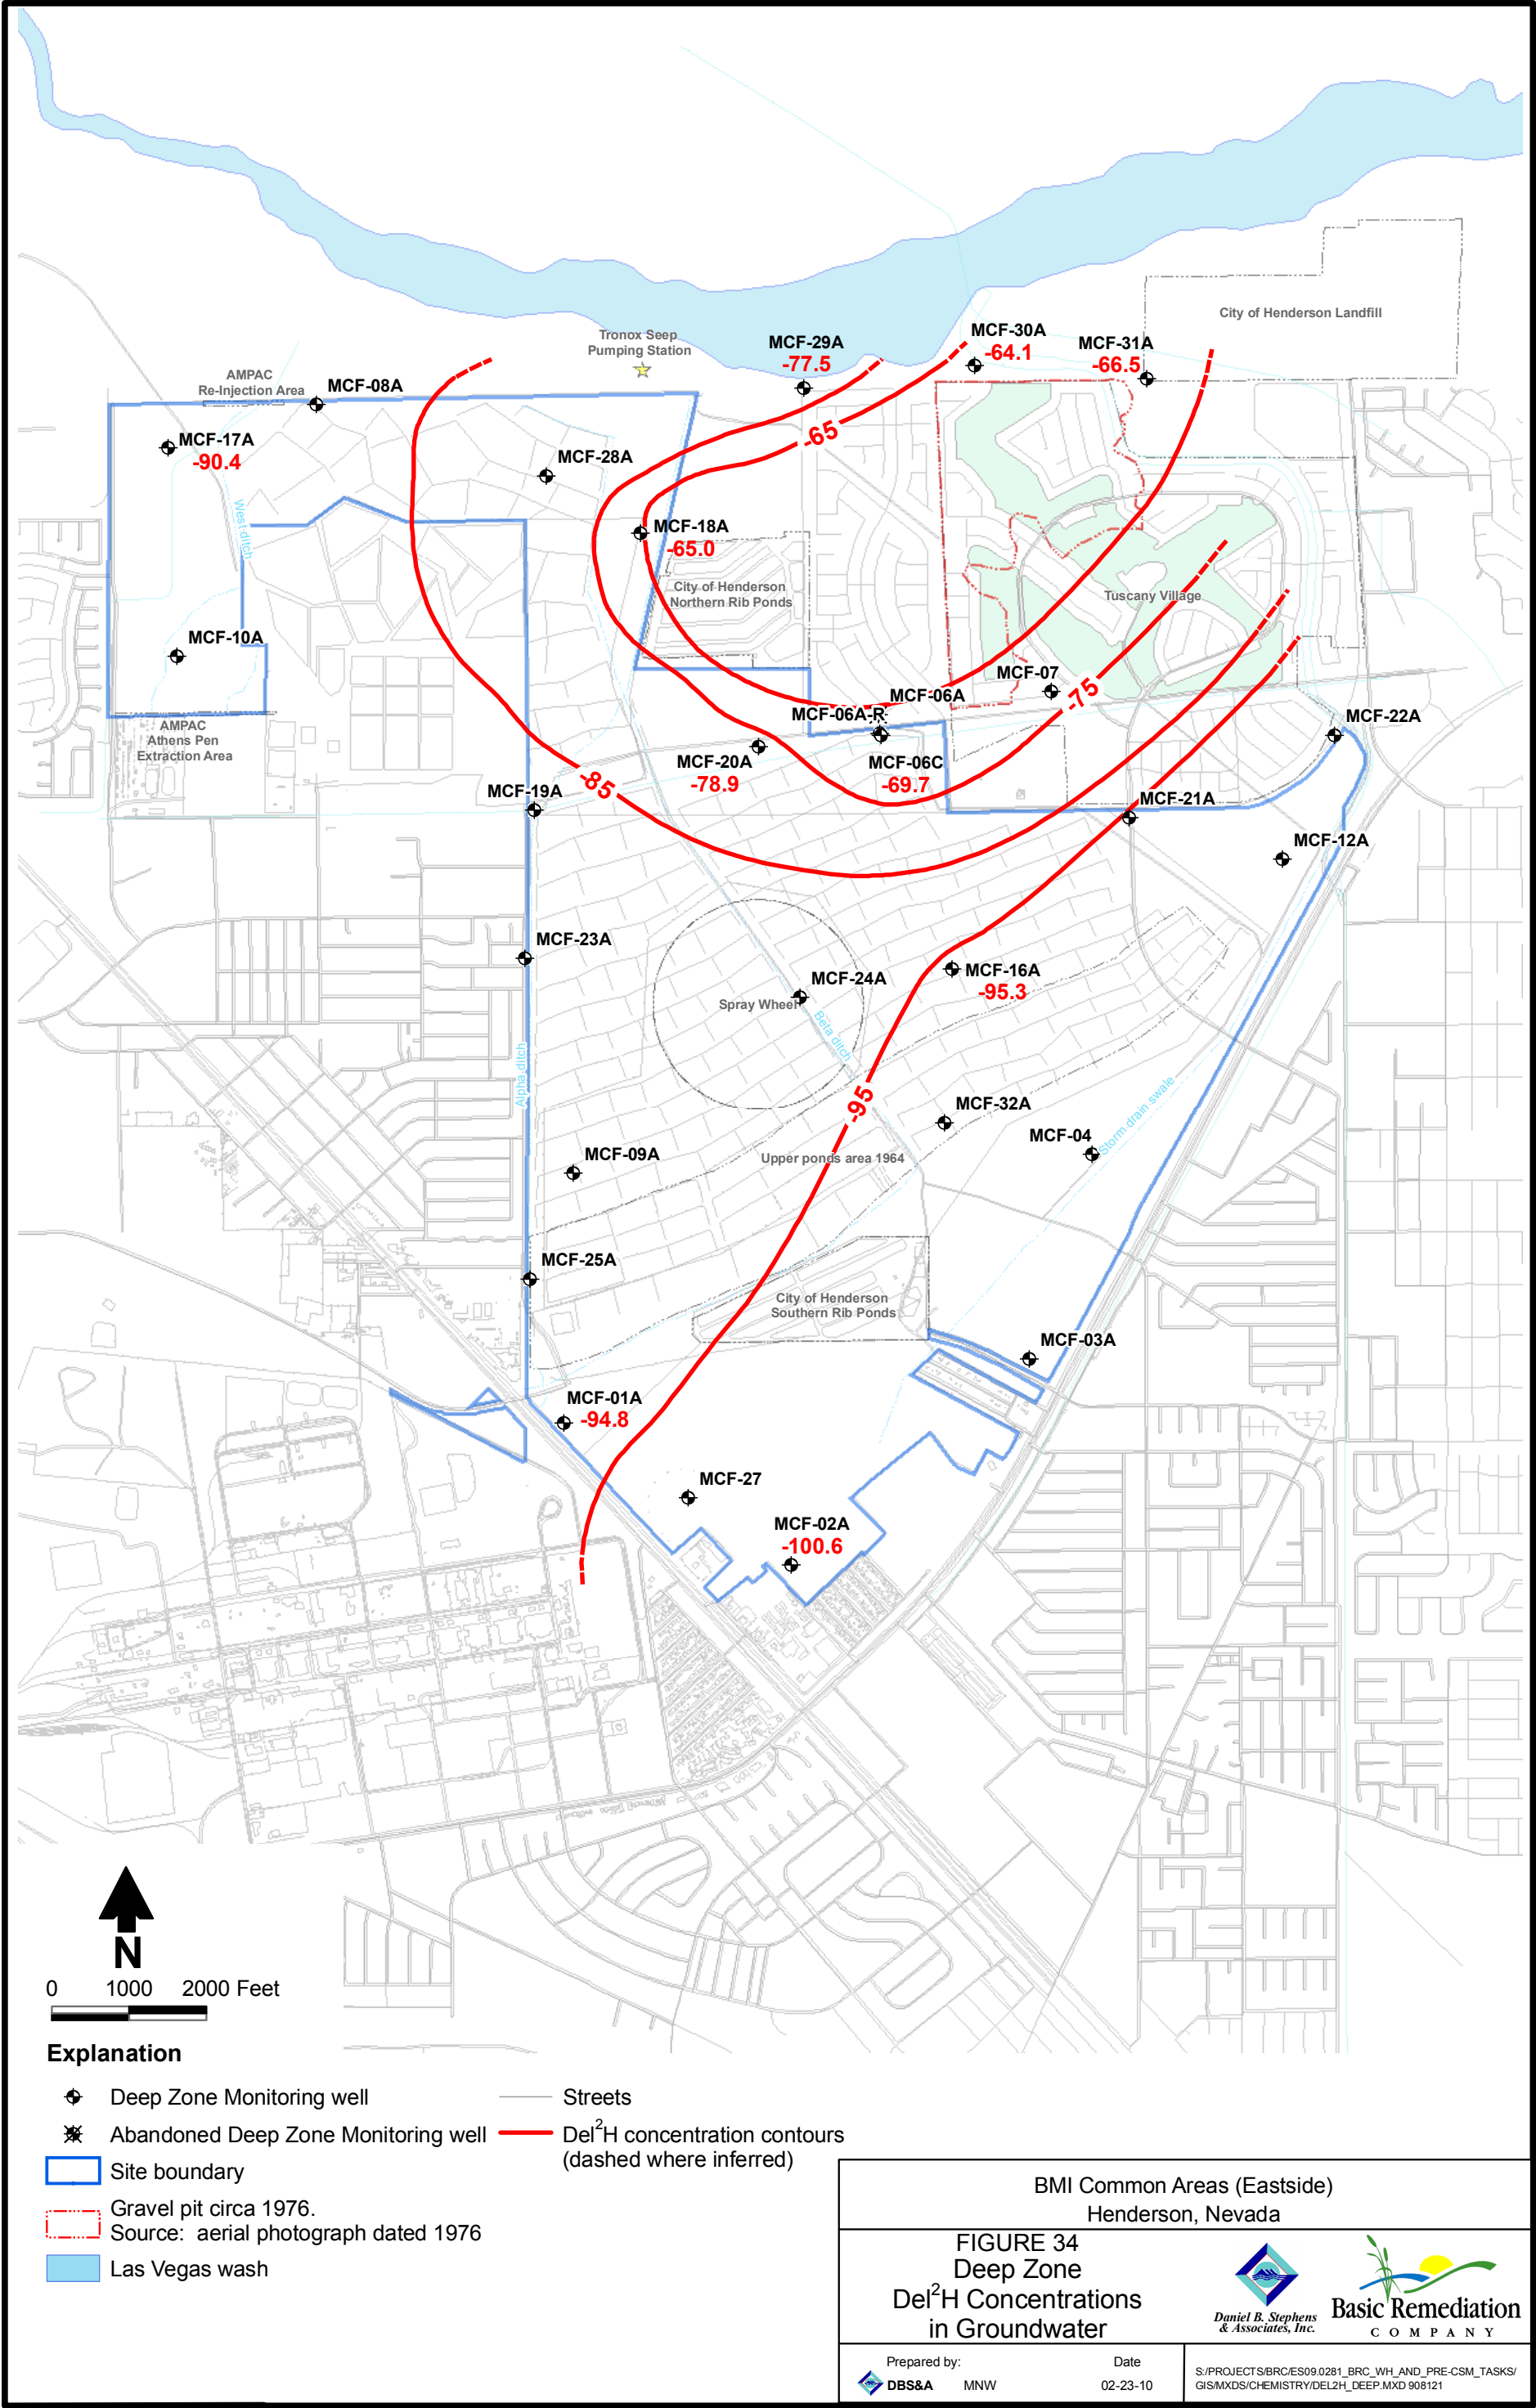 Tronox Seep
Pumping Station
City of Henderson Landfill
MCF-29A
-77.5
MCF-30A
-64.1
MCF-31A
-66.5
AMPAC
Re-Injection Area
MCF-08A
MCF-17A
-90.4
-65
MCF-28A
West ditch
MCF-18A
-65.0
City of Henderson
Northern Rib Ponds
Tuscany Village
MCF-10A
MCF-07
-75
MCF-06A
MCF-06A-R
MCF-22A
AMPAC
Athens Pen
Extraction Area
MCF-20A
-78.9
MCF-06C
-69.7
-85
MCF-19A
MCF-21A
MCF-12A
MCF-23A
MCF-24A
Spray Wheel
MCF-16A
-95.3
Beta ditch
Alpha ditch
-95
MCF-32A
MCF-04
Storm drain swale
MCF-09A
Upper ponds area 1964
MCF-25A
City of Henderson
Southern Rib Ponds
MCF-03A
MCF-01A
-94.8
MCF-27
MCF-02A
-100.6
N
0 1000 2000 Feet
Explanation
Deep Zone Monitoring well
Abandoned Deep Zone Monitoring well
Site boundary
Gravel pit circa 1976.
Source: aerial photograph dated 1976
Las Vegas wash
Streets
Del²H concentration contours
(dashed where inferred)
BMI Common Areas (Eastside)
Henderson, Nevada
FIGURE 34
Deep Zone
Del²H Concentrations
in Groundwater
Daniel B. Stephens
& Associates, Inc.
Basic Remediation
COMPANY
Prepared by:
DBS&A MNW
Date
02-23-10
S:/PROJECTS/BRC/ES09.0281_BRC_WH_AND_PRE-CSM_TASKS/
GIS/MXDS/CHEMISTRY/DEL2H_DEEP.MXD 908121